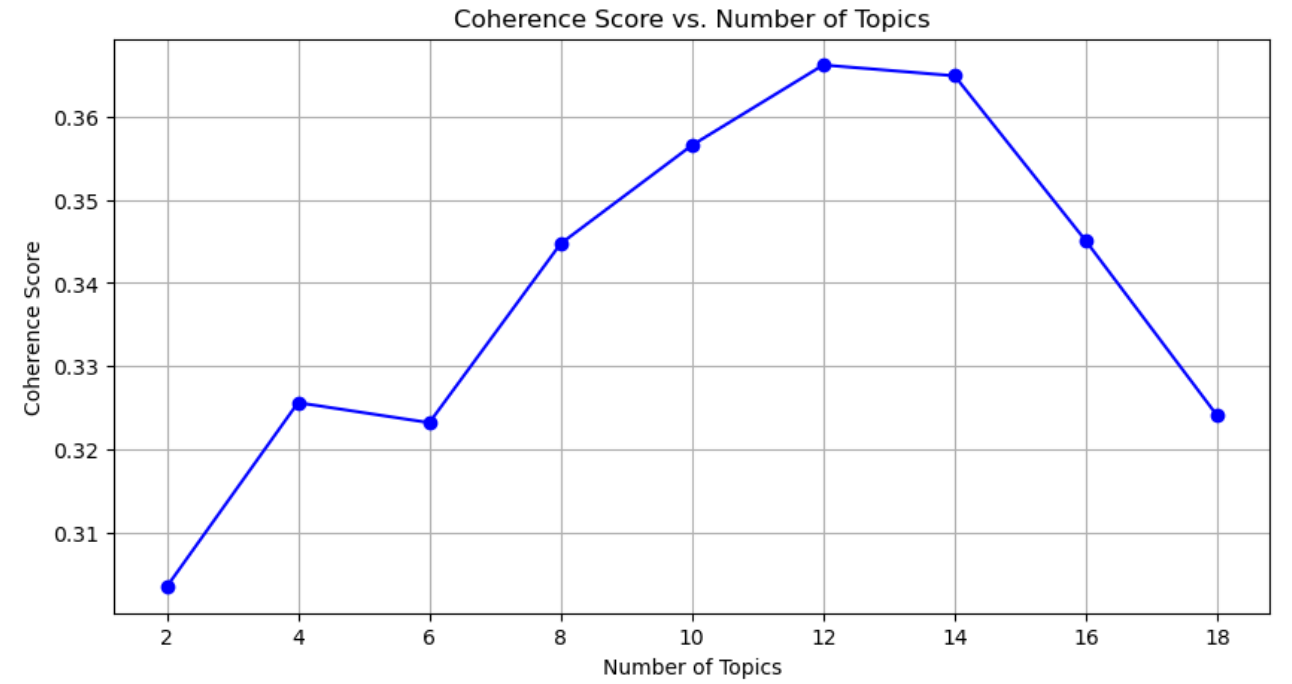 Coherence Score vs. Number of Topics
Coherence Score
0.36
0.35
0.34
0.33
0.32
0.31
2 4 6 8 10 12 14 16 18
Number of Topics